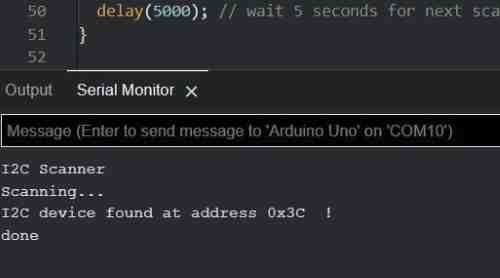 50 delay(5000); // wait 5 seconds for next sca
51 }
52
Output Serial Monitor ×
Message (Enter to send message to 'Arduino Uno' on 'COM10')
I2C Scanner
Scanning...
I2C device found at address 0x3C  !
done